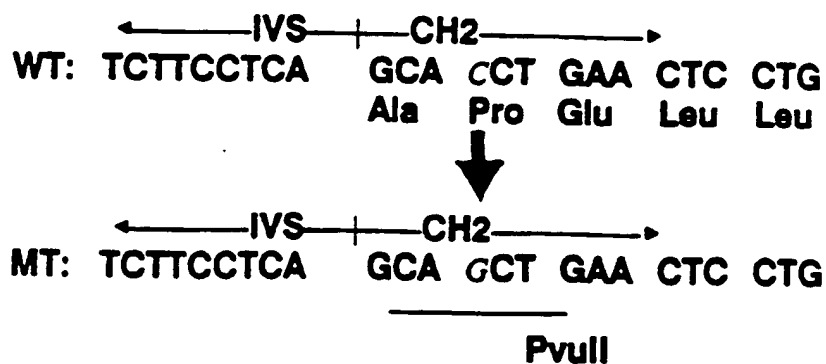 IVS CH2
WT: TCTTCCTCA GCA CCT GAA CTC CTG
Ala Pro Glu Leu Leu
IVS CH2
MT: TCTTCCTCA GCA GCT GAA CTC CTG
PvuII